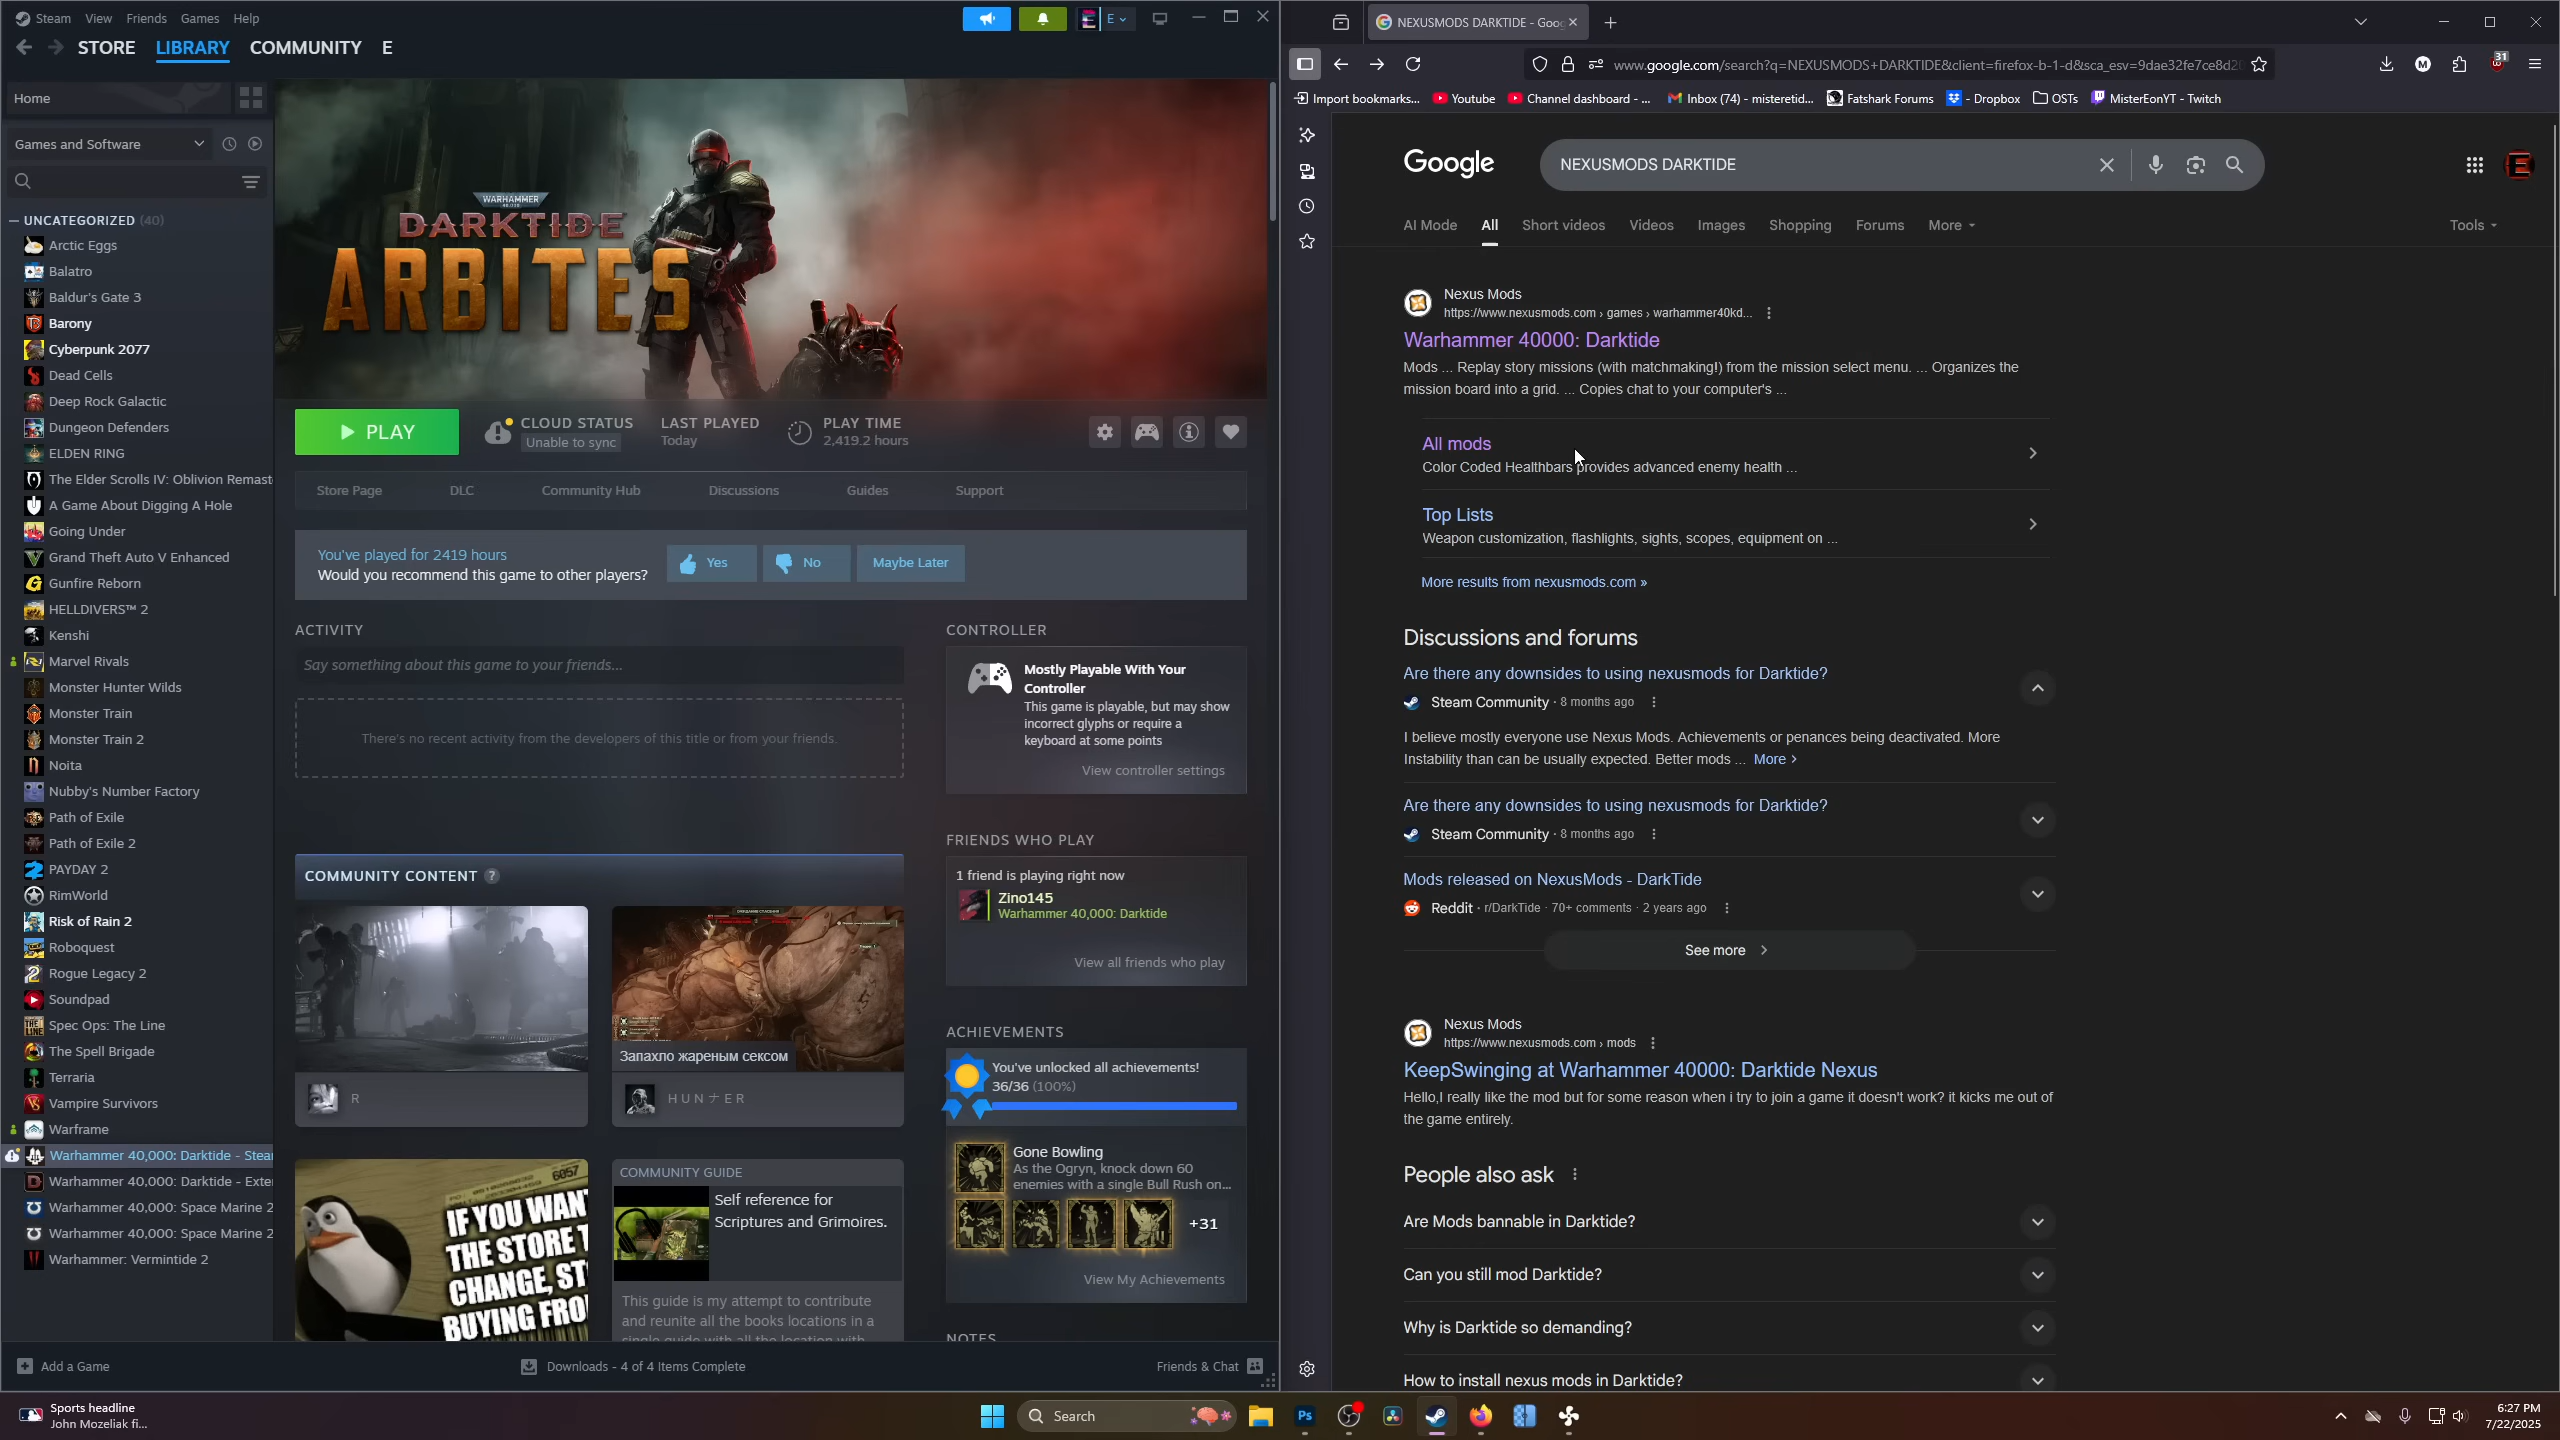 Steam View Friends Games Help
E
STORE LIBRARY COMMUNITY E
Home
Games and Software
UNCATEGORIZED (40)
Arctic Eggs
Balatro
Baldur's Gate 3
Barony
Cyberpunk 2077
Dead Cells
Deep Rock Galactic
Dungeon Defenders
ELDEN RING
The Elder Scrolls IV: Oblivion Remast
A Game About Digging A Hole
Going Under
Grand Theft Auto V Enhanced
Gunfire Reborn
HELLDIVERS™ 2
Kenshi
Marvel Rivals
Monster Hunter Wilds
Monster Train
Monster Train 2
Noita
Nubby's Number Factory
Path of Exile
Path of Exile 2
PAYDAY 2
RimWorld
Risk of Rain 2
Roboquest
Rogue Legacy 2
Soundpad
Spec Ops: The Line
The Spell Brigade
Terraria
Vampire Survivors
Warframe
Warhammer 40,000: Darktide - Stea
Warhammer 40,000: Darktide - Exte
Warhammer 40,000: Space Marine 2
Warhammer 40,000: Space Marine 2
Warhammer: Vermintide 2
WARHAMMER
DARKTIDE
ARBITES
PLAY
CLOUD STATUS
Unable to sync
LAST PLAYED
Today
PLAY TIME
2,419.2 hours
Store Page DLC Community Hub Discussions Guides Support
You've played for 2419 hours
Would you recommend this game to other players?
Yes No Maybe Later
ACTIVITY
Say something about this game to your friends...
There's no recent activity from the developers of this title or from your friends.
COMMUNITY CONTENT ?
Запахло жареным сексом
R
HUNナER
6057
IF YOU WAN
THE STORE T
CHANGE, ST
BUYING FRO
COMMUNITY GUIDE
Self reference for
Scriptures and Grimoires.
This guide is my attempt to contribute
and reunite all the books locations in a
single guide with all the location with
CONTROLLER
Mostly Playable With Your
Controller
This game is playable, but may show
incorrect glyphs or require a
keyboard at some points
View controller settings
FRIENDS WHO PLAY
1 friend is playing right now
Zino145
Warhammer 40,000: Darktide
View all friends who play
ACHIEVEMENTS
You've unlocked all achievements!
36/36 (100%)
Gone Bowling
As the Ogryn, knock down 60
enemies with a single Bull Rush on...
+31
View My Achievements
NOTES
Add a Game
Downloads - 4 of 4 Items Complete
Friends & Chat
NEXUSMODS DARKTIDE - Goog
www.google.com/search?q=NEXUSMODS+DARKTIDE&client=firefox-b-1-d&sca_esv=9dae32fe7ce8d2
M
31
Import bookmarks... Youtube Channel dashboard - ... Inbox (74) - misteretid... Fatshark Forums - Dropbox OSTs MisterEonYT - Twitch
Google
NEXUSMODS DARKTIDE
E
AI Mode All Short videos Videos Images Shopping Forums More Tools
Nexus Mods
https://www.nexusmods.com › games › warhammer40kd...
Warhammer 40000: Darktide
Mods ... Replay story missions (with matchmaking!) from the mission select menu. ... Organizes the
mission board into a grid. ... Copies chat to your computer's ...
All mods
Color Coded Healthbars provides advanced enemy health ...
Top Lists
Weapon customization, flashlights, sights, scopes, equipment on ...
More results from nexusmods.com »
Discussions and forums
Are there any downsides to using nexusmods for Darktide?
Steam Community · 8 months ago
I believe mostly everyone use Nexus Mods. Achievements or penances being deactivated. More
Instability than can be usually expected. Better mods ... More ›
Are there any downsides to using nexusmods for Darktide?
Steam Community · 8 months ago
Mods released on NexusMods - DarkTide
Reddit · r/DarkTide · 70+ comments · 2 years ago
See more
Nexus Mods
https://www.nexusmods.com › mods
KeepSwinging at Warhammer 40000: Darktide Nexus
Hello,I really like the mod but for some reason when i try to join a game it doesn't work? it kicks me out of
the game entirely.
People also ask
Are Mods bannable in Darktide?
Can you still mod Darktide?
Why is Darktide so demanding?
How to install nexus mods in Darktide?
Sports headline
John Mozeliak fi...
Search
Ps
6:27 PM
7/22/2025